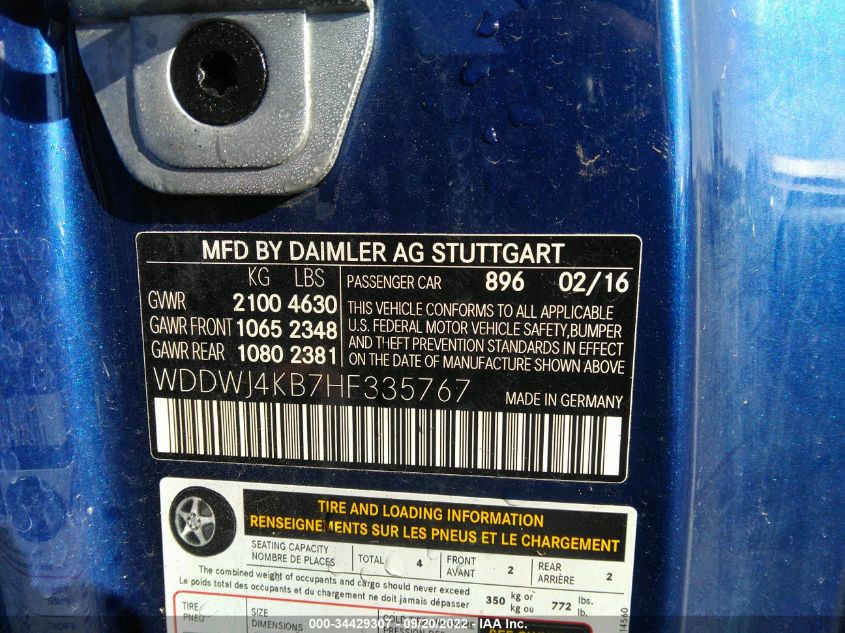 MFD BY DAIMLER AG STUTTGART
KG LBS PASSENGER CAR 896 02/16
GVWR 2100 4630
GAWR FRONT 1065 2348
GAWR REAR 1080 2381
THIS VEHICLE CONFORMS TO ALL APPLICABLE
U.S. FEDERAL MOTOR VEHICLE SAFETY,BUMPER
AND THEFT PREVENTION STANDARDS IN EFFECT
ON THE DATE OF MANUFACTURE SHOWN ABOVE
WDDWJ4KB7HF335767 MADE IN GERMANY
TIRE AND LOADING INFORMATION
RENSEIGNEMENTS SUR LES PNEUS ET LE CHARGEMENT
SEATING CAPACITY
NOMBRE DE PLACES
TOTAL 4
FRONT
AVANT 2
REAR
ARRIÈRE 2
The combined weight of occupants and cargo should never exceed
Le poids total des occupants et du chargement ne doit jamais dépasser
350 kg or
kg ou
772 lbs.
lb.
TIRE
PNEU
SIZE
DIMENSIONS
000-34429307 - 09/20/2022 - IAA Inc.